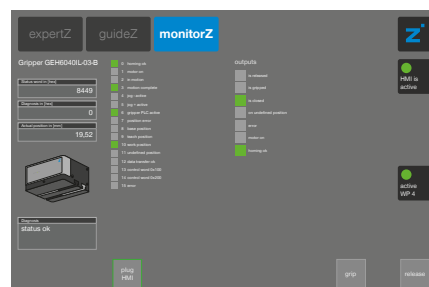 expertZ
guideZ
monitorZ
Gripper GEH6040IL-03-B
Status word in [hex]
8449
Diagnosis in [hex]
0
Actual position in [mm]
19,52
0 homing ok
1 motor on
2 in motion
3 motion complete
4 jog - active
5 jog + active
6 gripper PLC active
7 position error
8 base position
9 teach position
10 work position
11 undefined position
12 data transfer ok
13 control word 0x100
14 control word 0x200
15 error
outputs
is released
is gripped
is closed
on undefined position
error
motor on
homing ok
HMI is
active
active
WP 4
Diagnosis
status ok
plug
HMI
grip
release